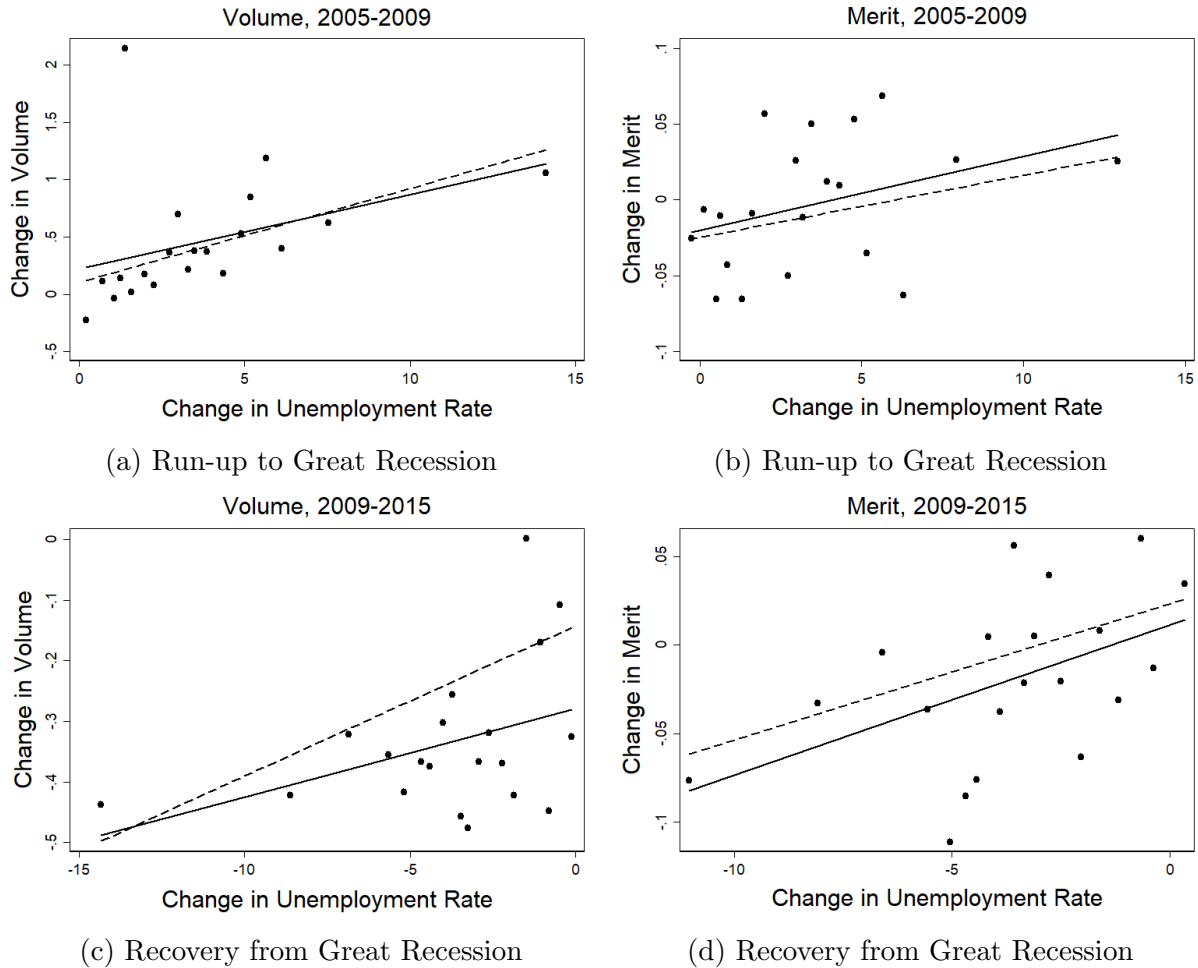 Volume, 2005-2009
Change in Volume
2
1.5
1
.5
0
-.5
0
5
10
15
Change in Unemployment Rate
(a) Run-up to Great Recession
Merit, 2005-2009
Change in Merit
.1
.05
0
-.05
-.1
0
5
10
15
Change in Unemployment Rate
(b) Run-up to Great Recession
Volume, 2009-2015
Change in Volume
0
-.1
-.2
-.3
-.4
-.5
-15
-10
-5
0
Change in Unemployment Rate
(c) Recovery from Great Recession
Merit, 2009-2015
Change in Merit
.05
0
-.05
-.1
-10
-5
0
Change in Unemployment Rate
(d) Recovery from Great Recession